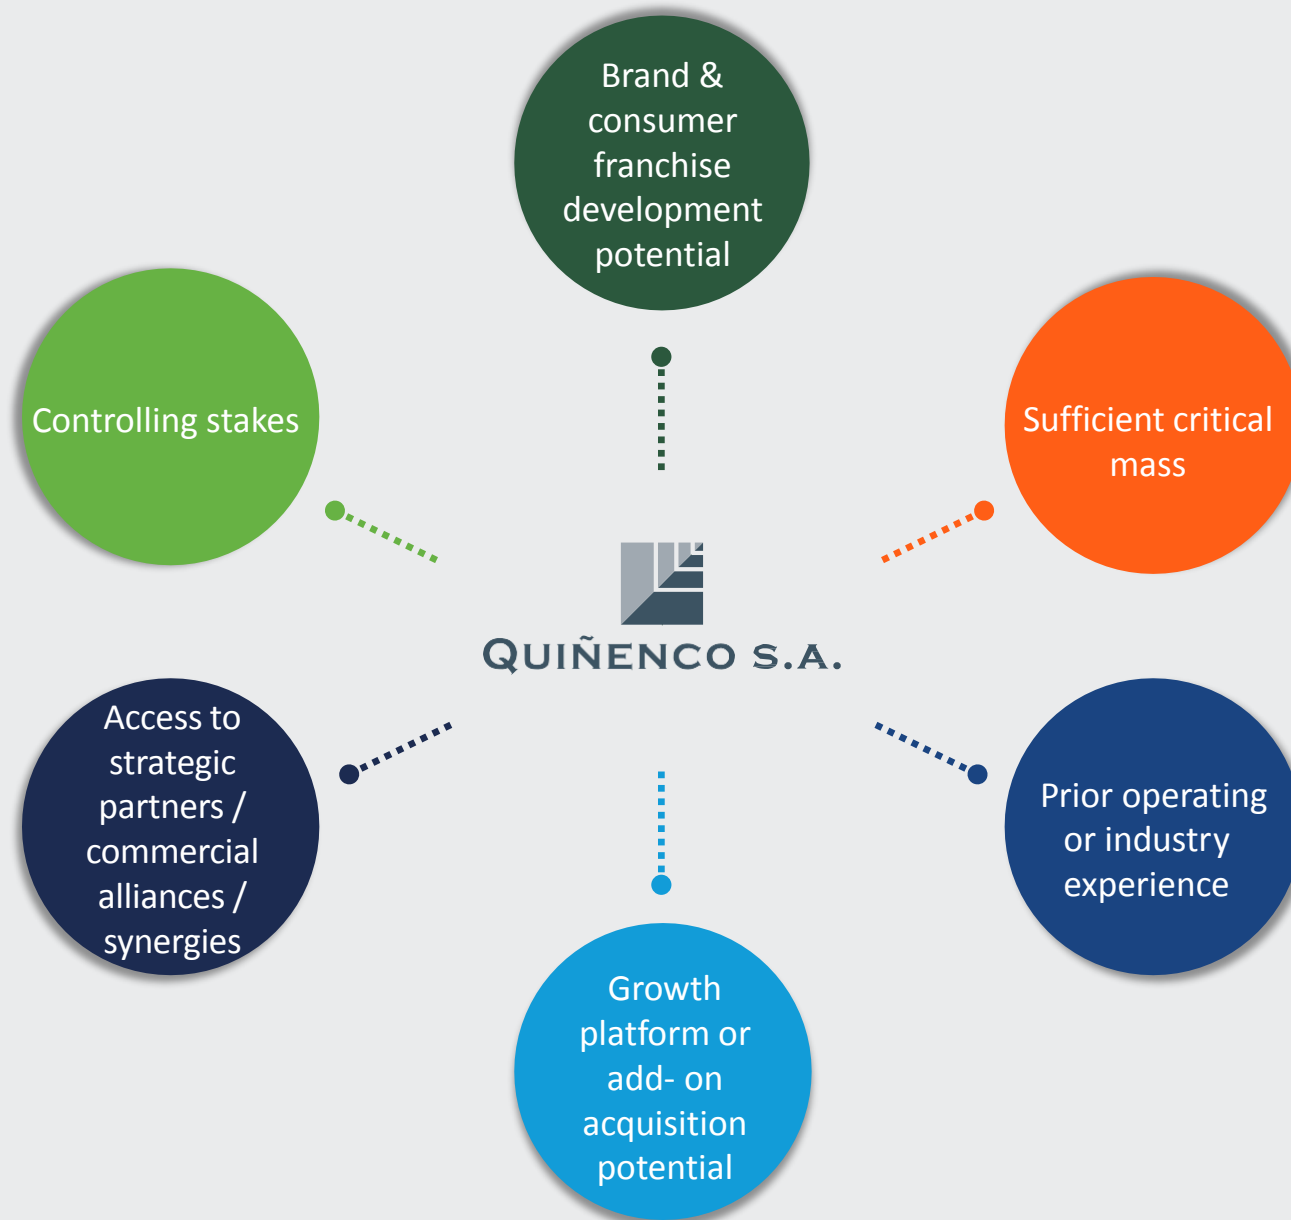 Brand &
consumer
franchise
development
potential
Controlling stakes
Sufficient critical
mass
QUIÑENCO S.A.
Access to
strategic
partners /
commercial
alliances /
synergies
Prior operating
or industry
experience
Growth
platform or
add- on
acquisition
potential